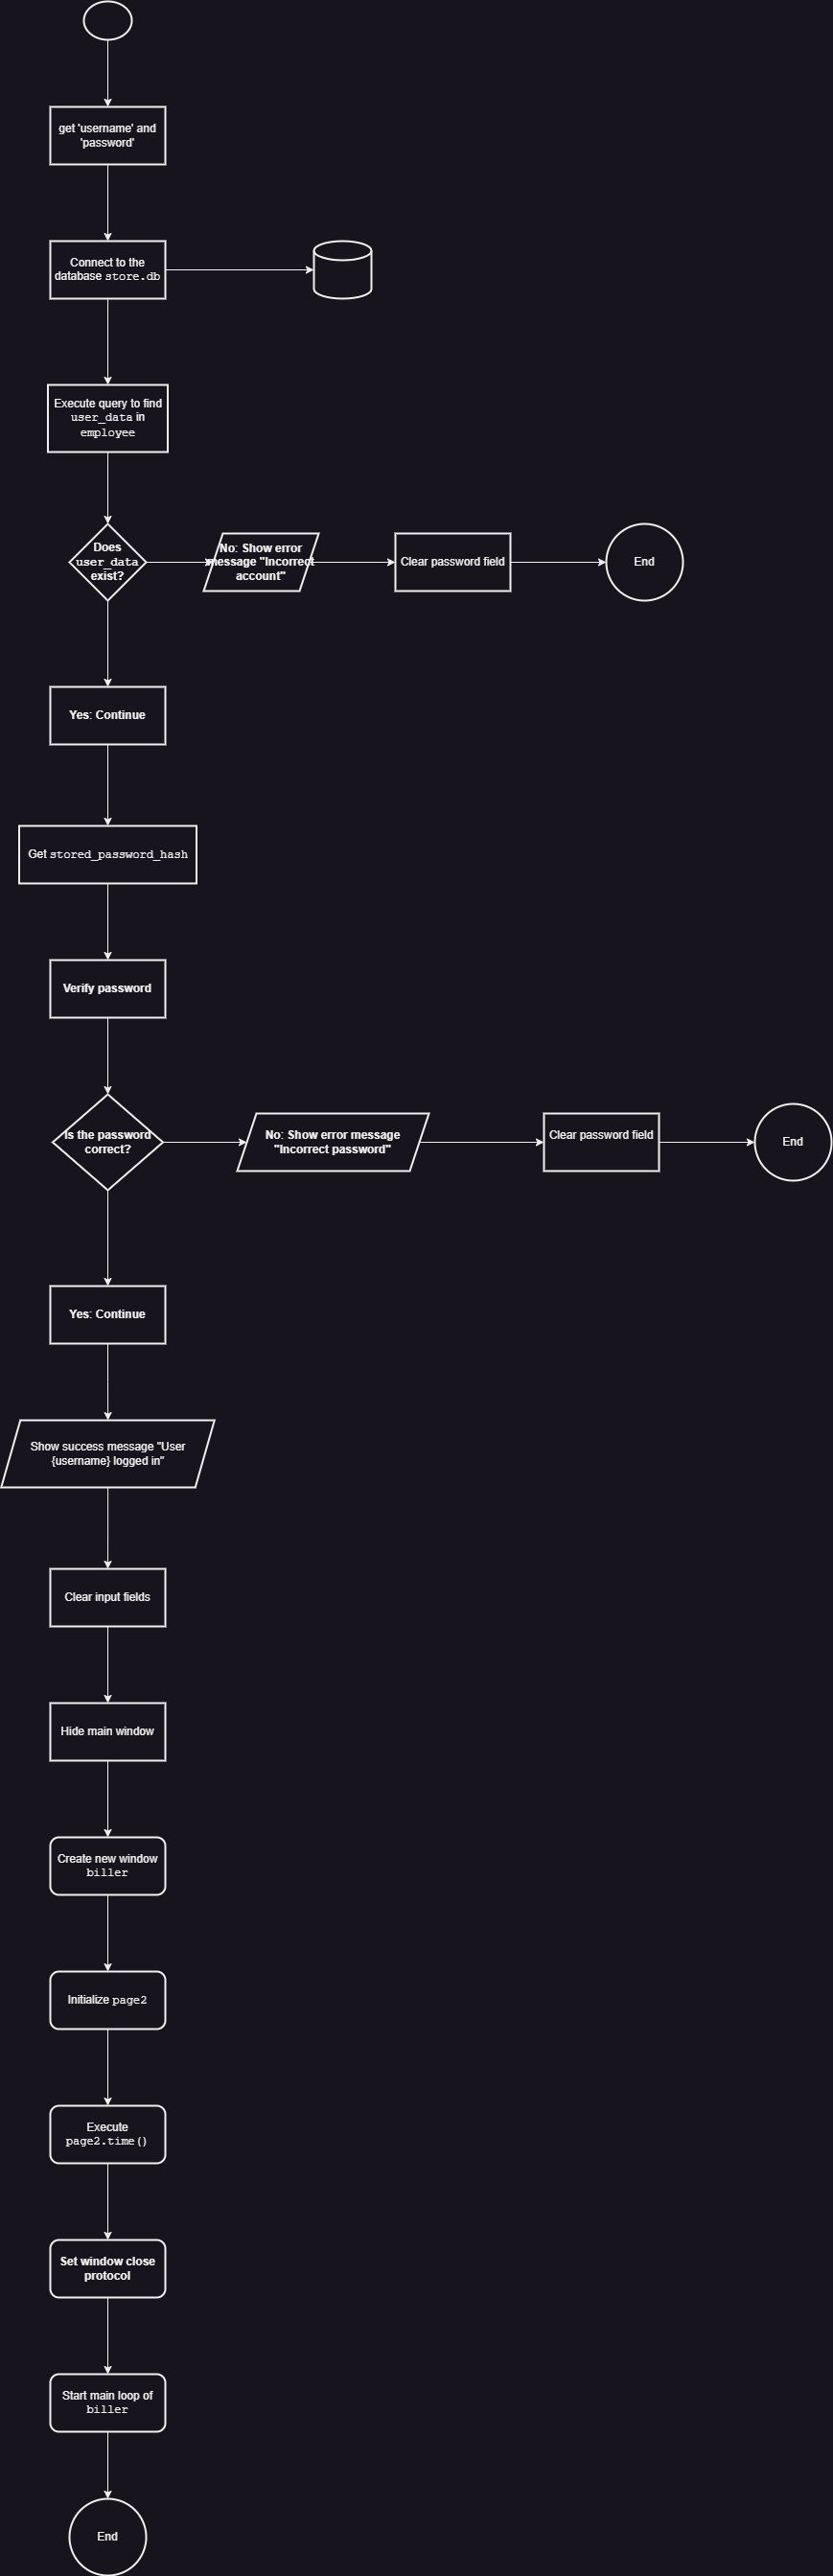 get 'username' and
'password'
Connect to the
database store.db
Execute query to find
user_data in
employee
Does
user_data
exist?
No: Show error
message "Incorrect
account"
Clear password field
End
Yes: Continue
Get stored_password_hash
Verify password
Is the password
correct?
No: Show error message
"Incorrect password"
Clear password field
End
Yes: Continue
Show success message "User
{username} logged in"
Clear input fields
Hide main window
Create new window
biller
Initialize page2
Execute
page2.time()
Set window close
protocol
Start main loop of
biller
End